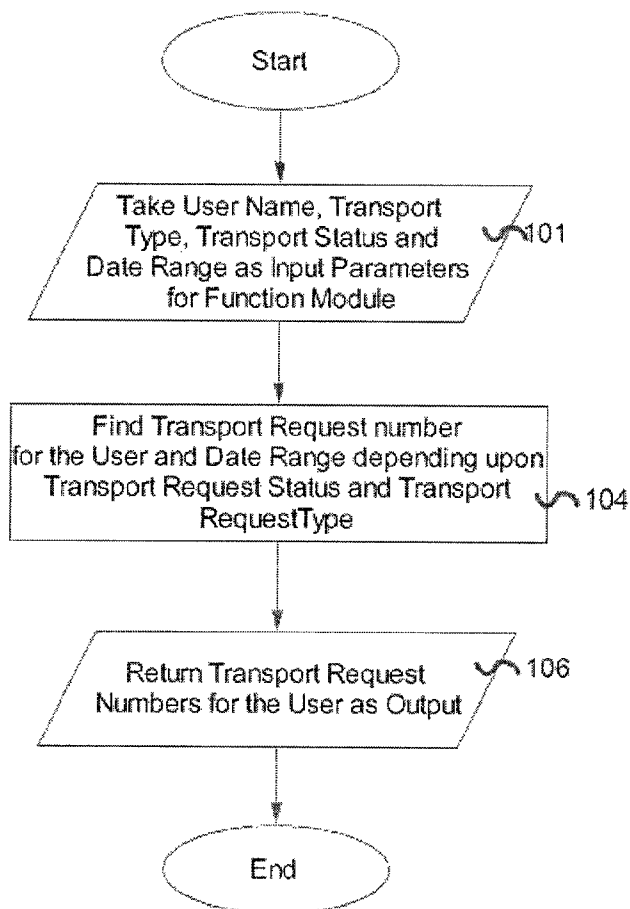 Start
Take User Name, Transport
Type, Transport Status and
Date Range as Input Parameters
for Function Module
101
Find Transport Request number
for the User and Date Range depending upon
Transport Request Status and Transport
RequestType
104
Return Transport Request
Numbers for the User as Output
106
End